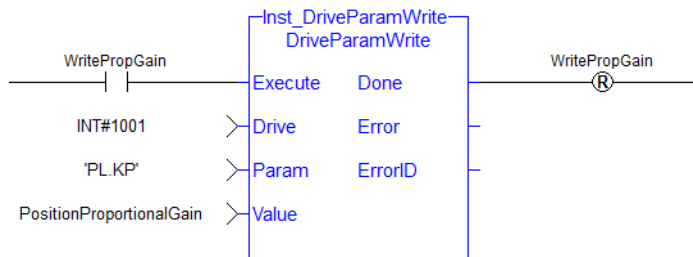 Inst_DriveParamWrite
DriveParamWrite
WritePropGain
WritePropGain
Execute Done
R
INT#1001
Drive Error
'PL.KP'
Param ErrorID
PositionProportionalGain
Value